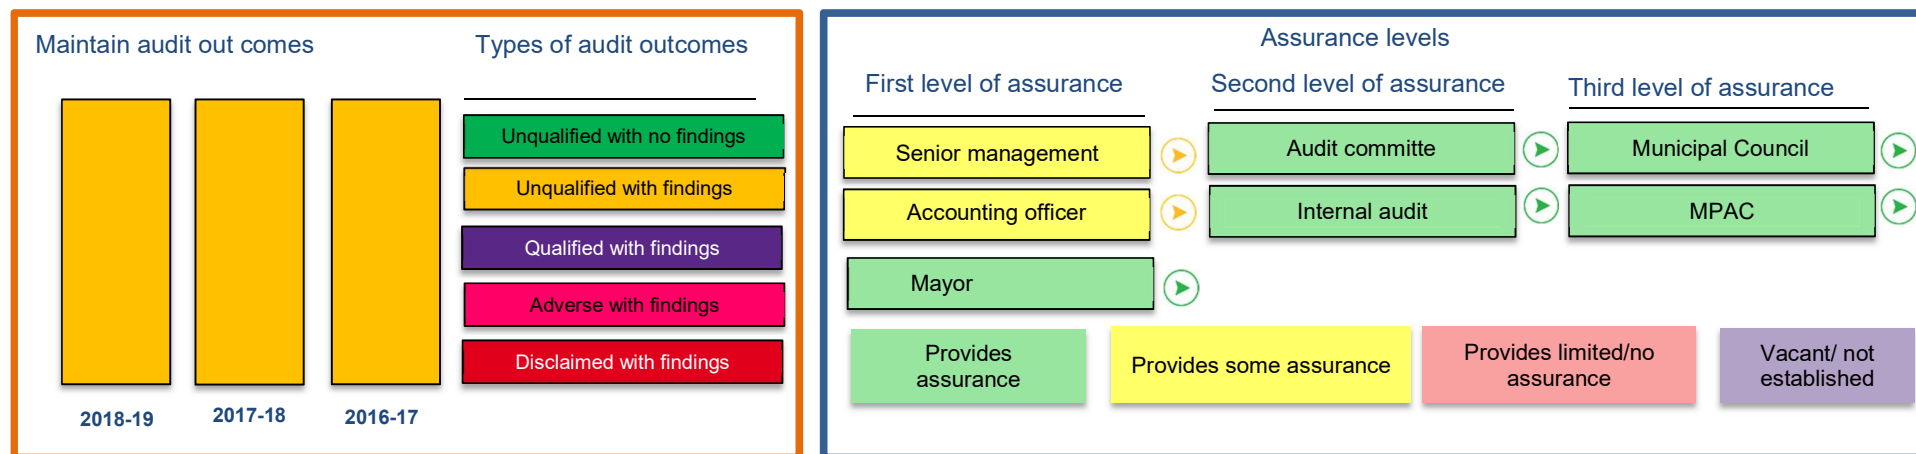 Maintain audit out comes
Types of audit outcomes
Unqualified with no findings
Unqualified with findings
Qualified with findings
Adverse with findings
Disclaimed with findings
2018-19
2017-18
2016-17
Assurance levels
First level of assurance
Second level of assurance
Third level of assurance
Senior management
Audit committe
Municipal Council
Accounting officer
Internal audit
MPAC
Mayor
Provides
assurance
Provides some assurance
Provides limited/no
assurance
Vacant/ not
established